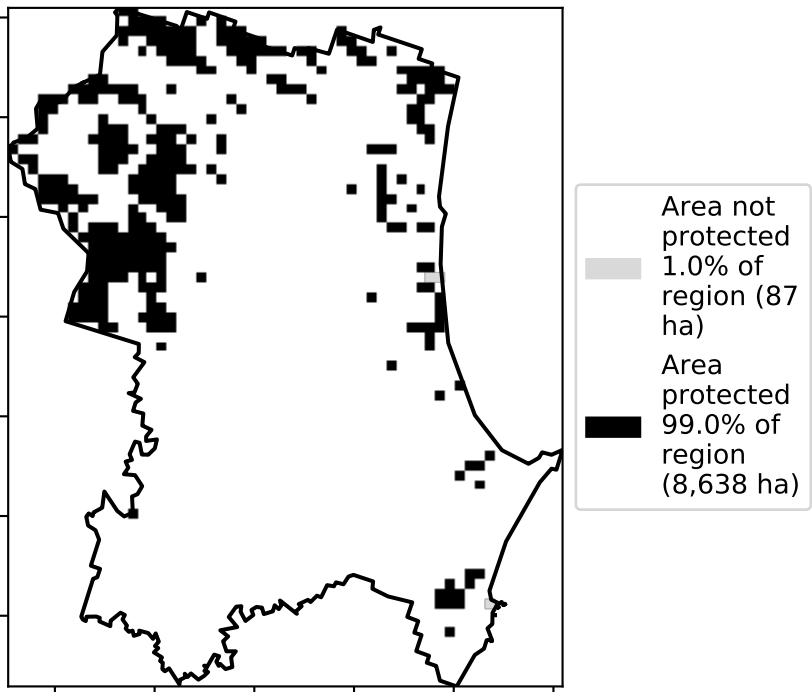 Area not
protected
1.0% of
region (87
ha)
Area
protected
99.0% of
region
(8,638 ha)